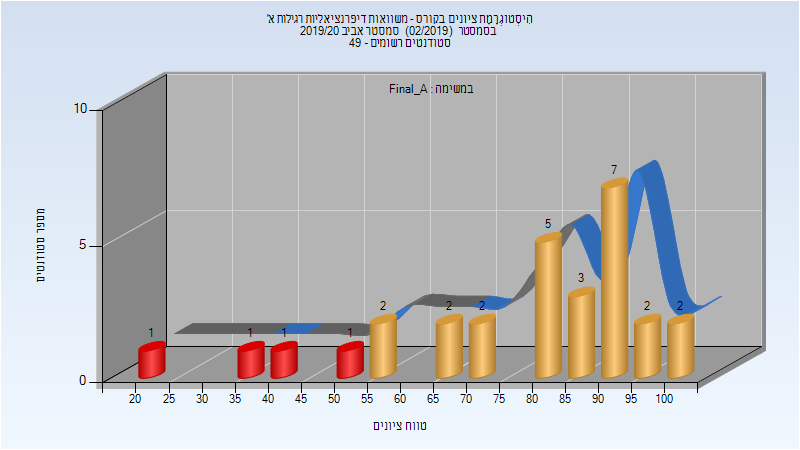 הִיסְטוֹגְרָמַת ציונים בקורס - משוואות דיפרנציאליות רגילות א'
בסמסטר (02/2019) סמסטר אביב 2019/20
סטודנטים רשומים - 49
במשימה : Final_A
מספר סטודנטים
10
5
0
1
1
1
1
2
2
2
5
3
7
2
2
20 25 30 35 40 45 50 55 60 65 70 75 80 85 90 95 100
טווח ציונים